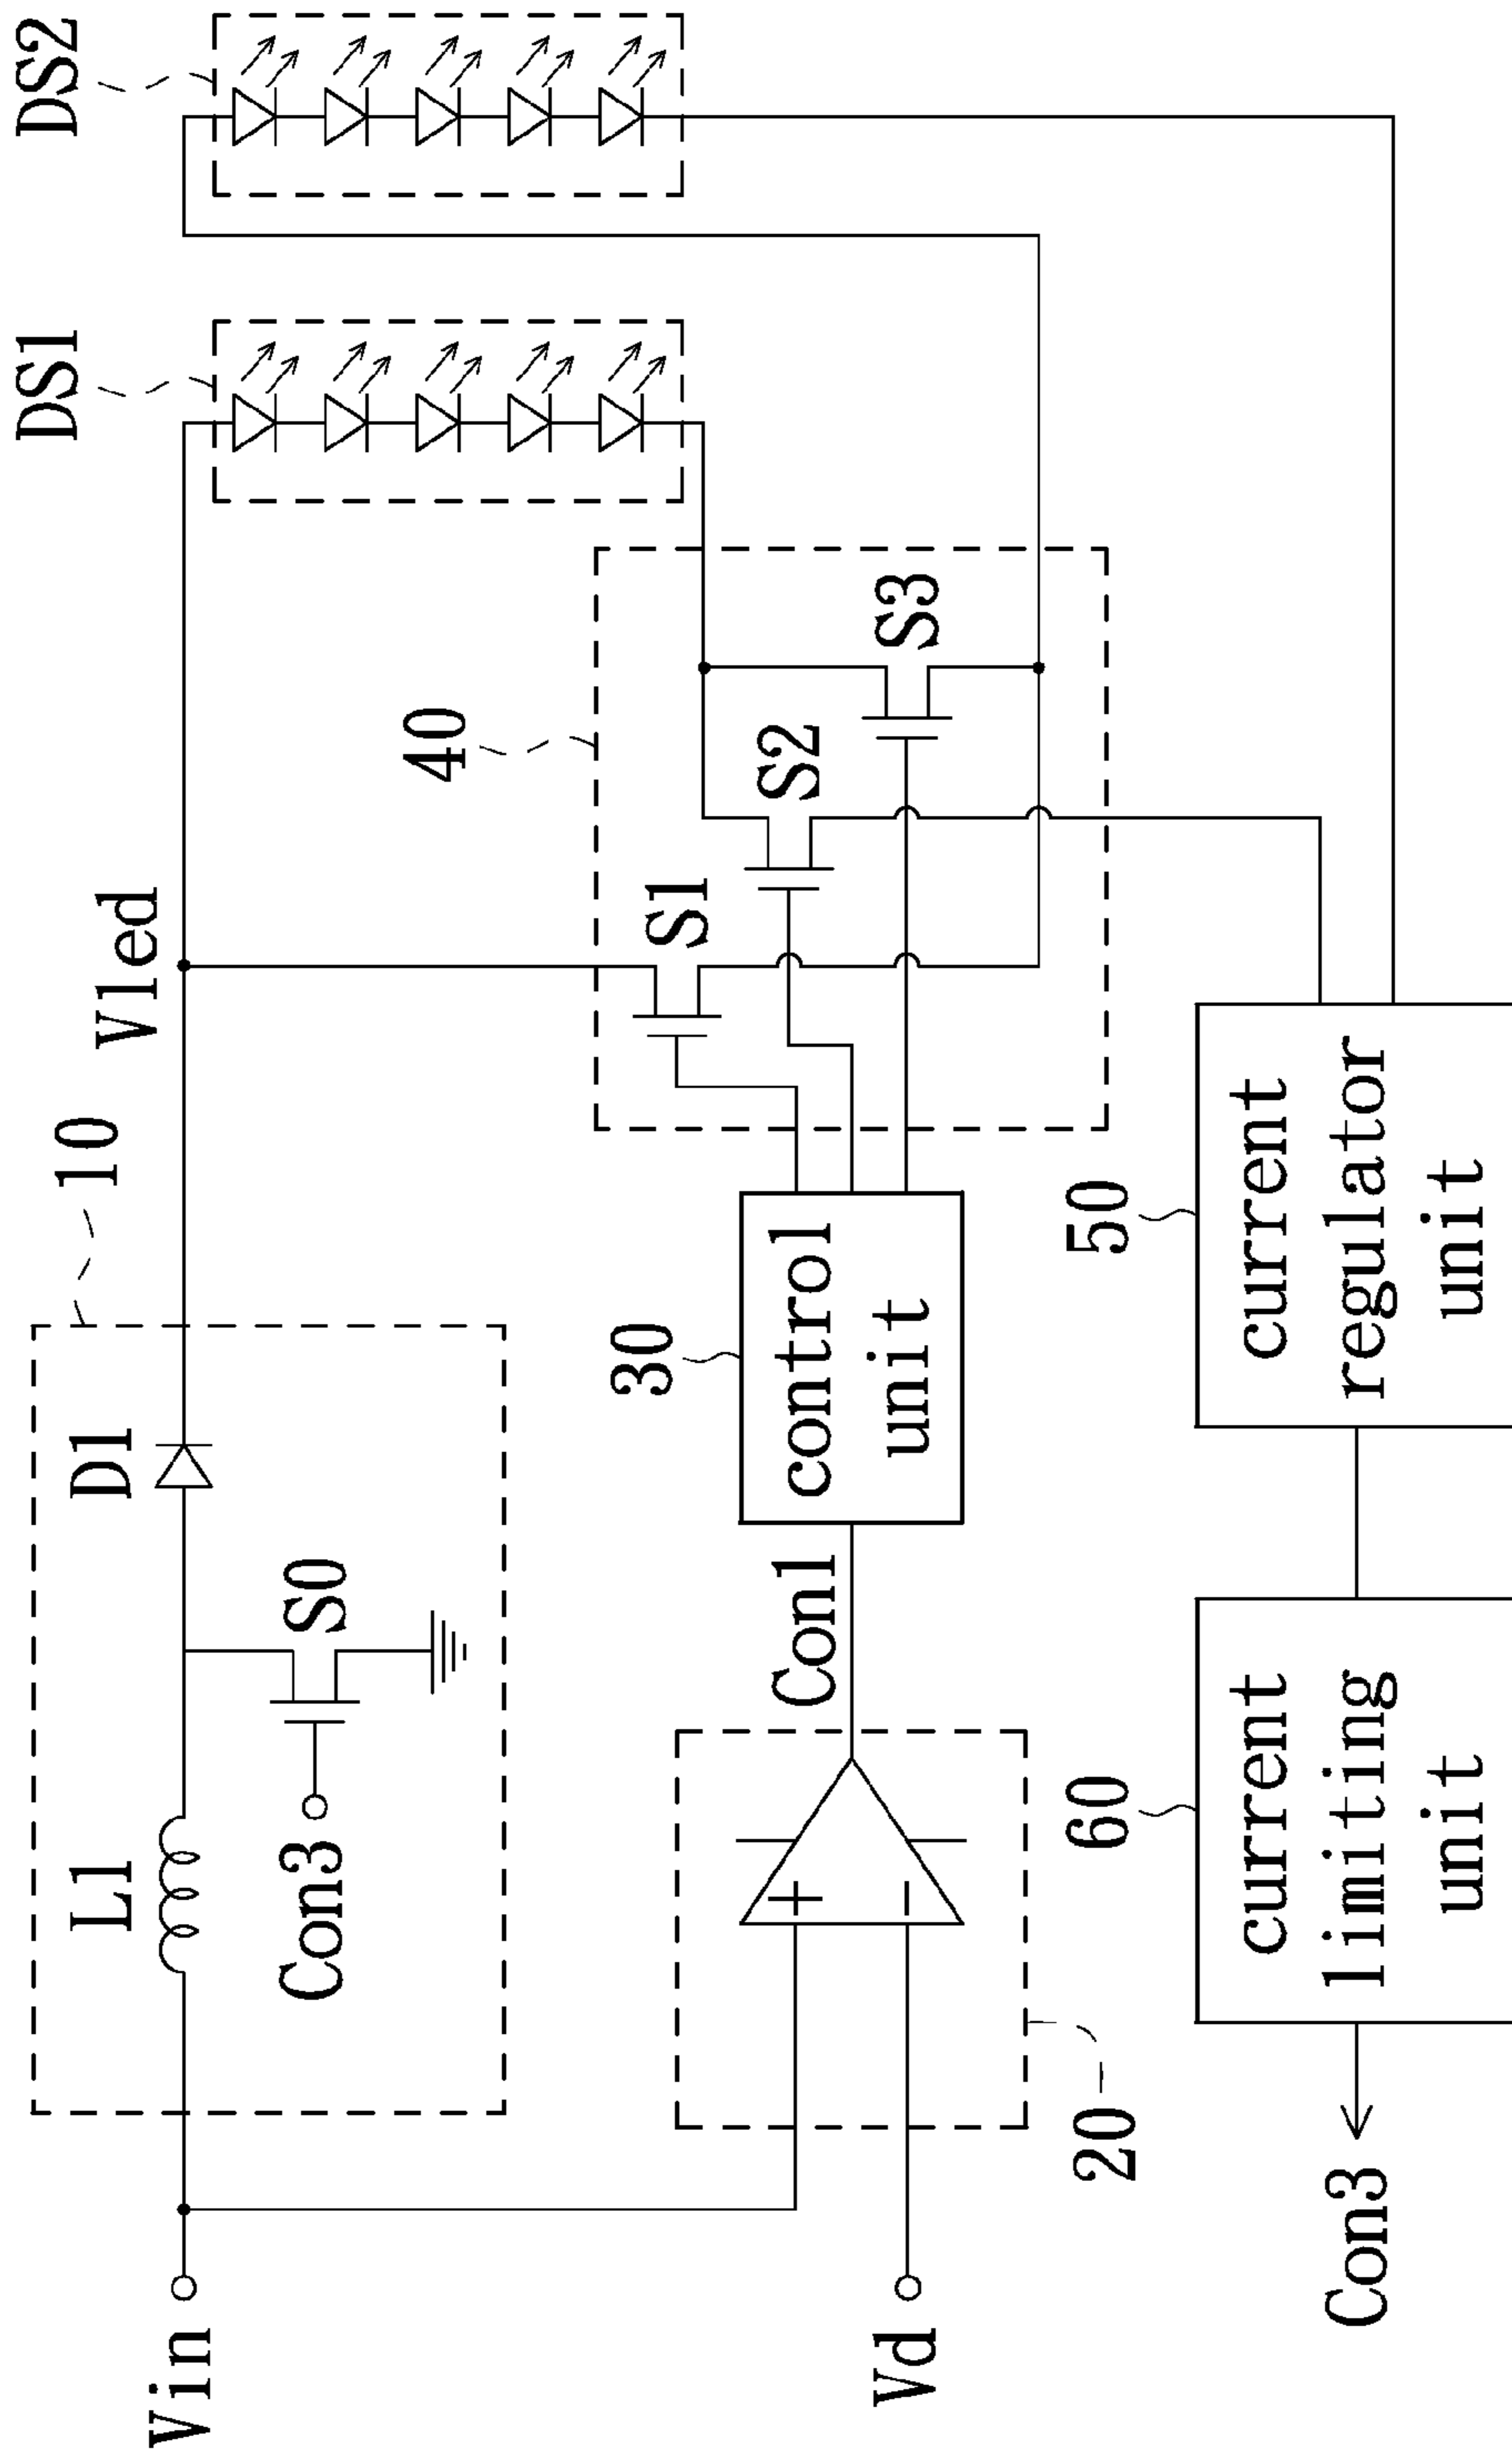 Vin
L1
D1
10
Vled
DS1
DS2
Con3
S0
40
S1
S2
S3
Vd
20
+
−
Con1
30
control
unit
Con3
60
current
limiting
unit
50
current
regulator
unit